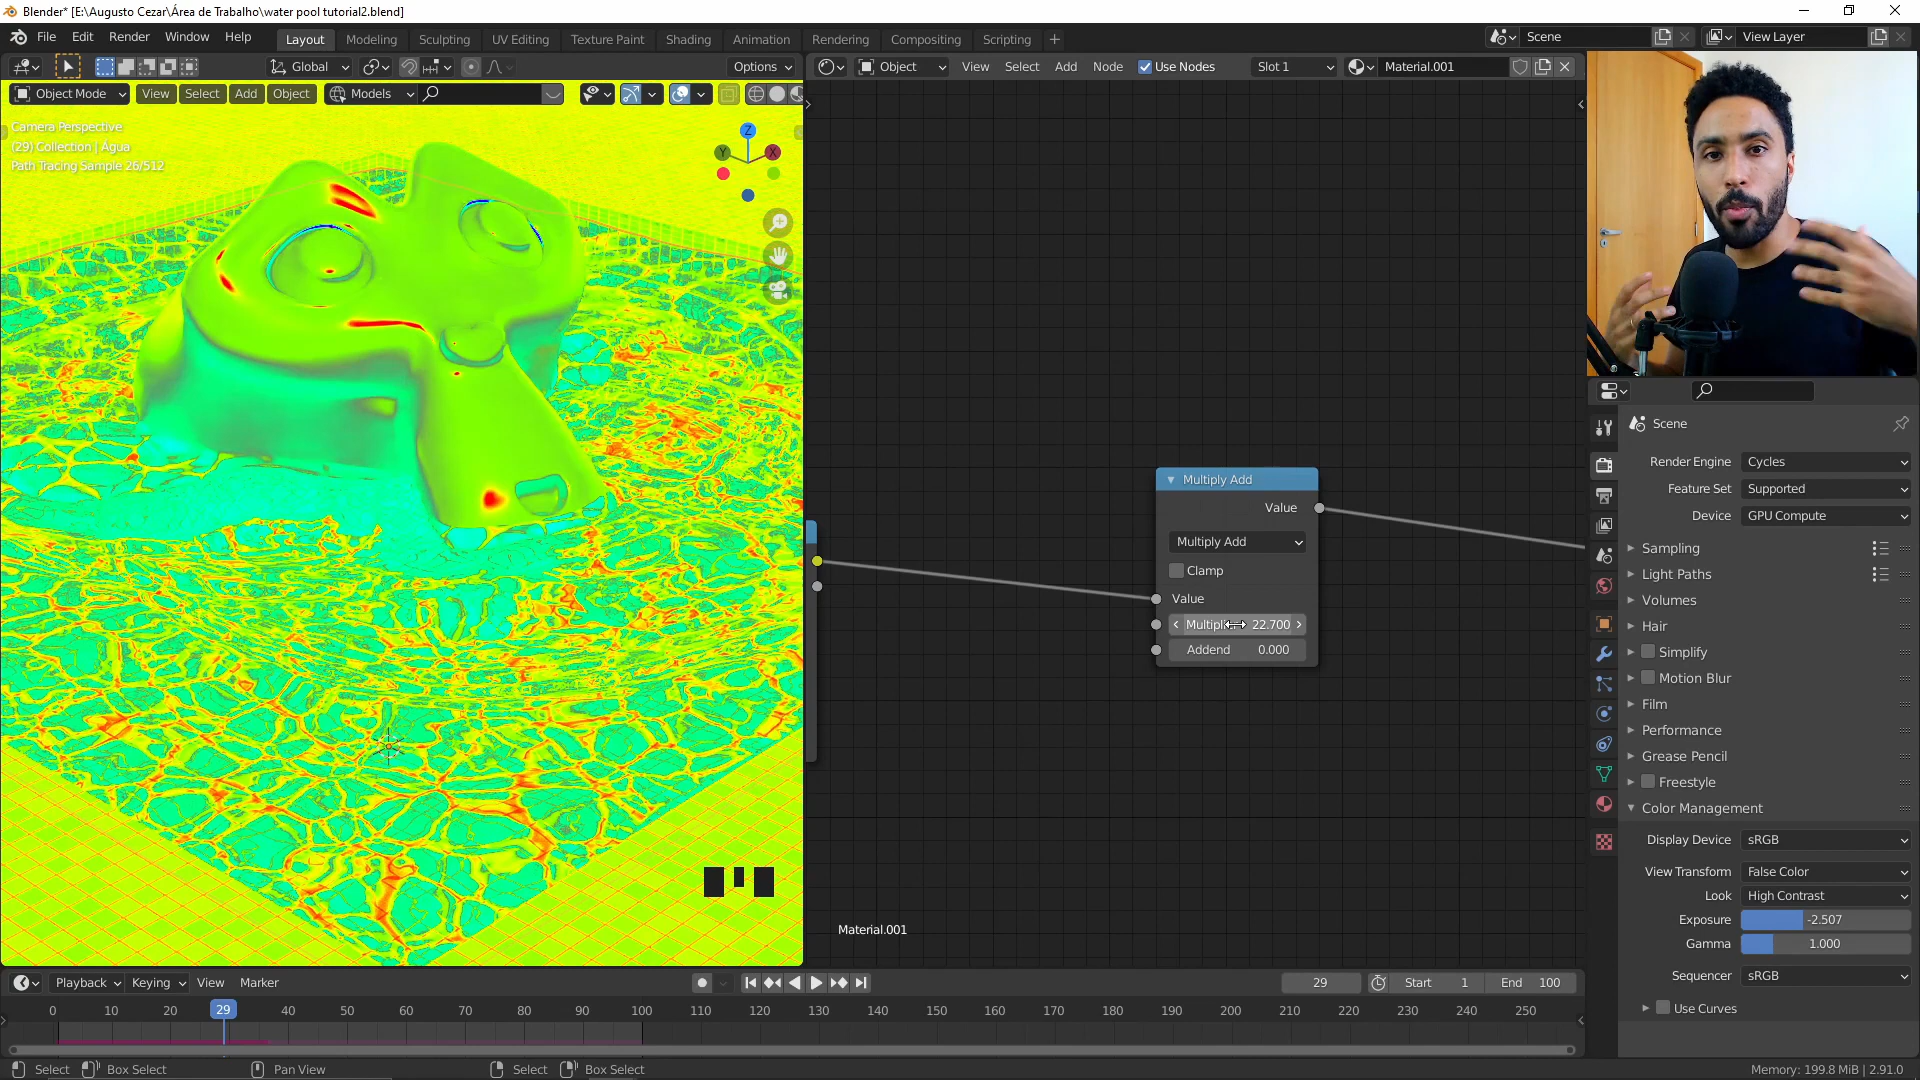 Blender* [E:\Augusto Cezar\Área de Trabalho\water pool tutorial2.blend]
File Edit Render Window Help Layout Modeling Sculpting UV Editing Texture Paint Shading Animation Rendering Compositing Scripting + Scene View Layer
Global Options Object View Select Add Node Use Nodes Slot 1 Material.001
Object Mode View Select Add Object Models
Camera Perspective
(29) Collection | Água
Path Tracing Sample 26/512
Z
Y X
Scene
Render Engine Cycles
Feature Set Supported
Device GPU Compute
Multiply Add
Value
Multiply Add
Clamp
Value
Multipl 22.700
Addend 0.000
Sampling
Light Paths
Volumes
Hair
Simplify
Motion Blur
Film
Performance
Grease Pencil
Freestyle
Color Management
Display Device sRGB
View Transform False Color
Look High Contrast
Exposure -2.507
Gamma 1.000
Sequencer sRGB
Use Curves
Material.001
Playback Keying View Marker 29 Start 1 End 100
0 10 20 29 40 50 60 70 80 90 100 110 120 130 140 150 160 170 180 190 200 210 220 230 240 250
Select Box Select Pan View Select Box Select Memory: 199.8 MiB | 2.91.0